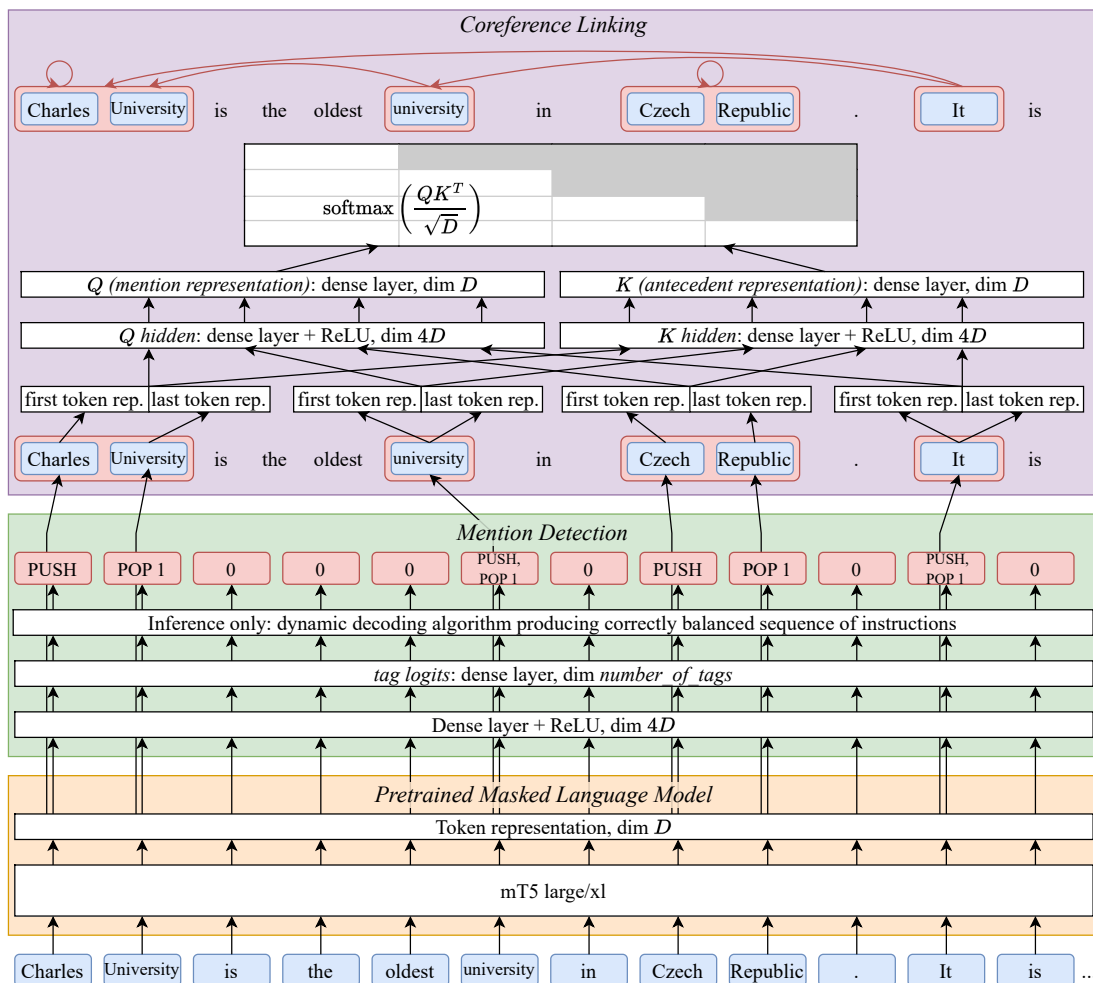 Coreference Linking
Charles University is the oldest university in Czech Republic . It is
softmax(QK^T/√D)
Q (mention representation): dense layer, dim D
K (antecedent representation): dense layer, dim D
Q hidden: dense layer + ReLU, dim 4D
K hidden: dense layer + ReLU, dim 4D
first token rep. last token rep. first token rep. last token rep. first token rep. last token rep. first token rep. last token rep.
Charles University is the oldest university in Czech Republic . It is
Mention Detection
PUSH POP 1 0 0 0 PUSH, POP 1 0 PUSH POP 1 0 PUSH, POP 1 0
Inference only: dynamic decoding algorithm producing correctly balanced sequence of instructions
tag logits: dense layer, dim number_of_tags
Dense layer + ReLU, dim 4D
Pretrained Masked Language Model
Token representation, dim D
mT5 large/xl
Charles University is the oldest university in Czech Republic . It is ...